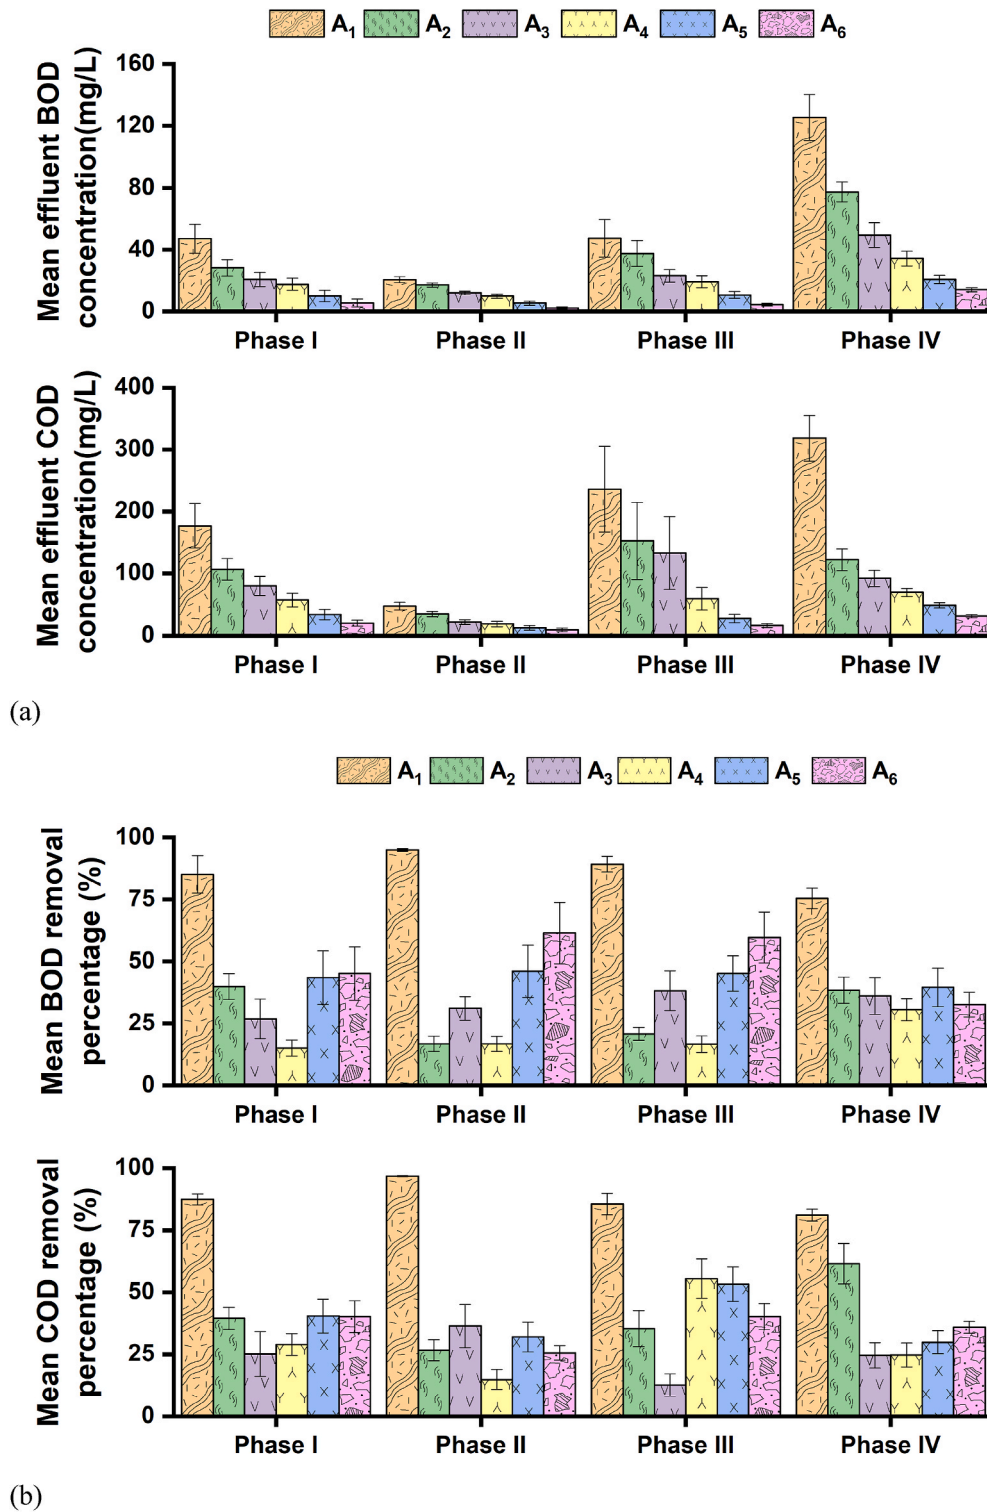 A1 A2 A3 A4 A5 A6
Mean effluent BOD
concentration(mg/L)
160
120
80
40
0
Phase I Phase II Phase III Phase IV
Mean effluent COD
concentration(mg/L)
400
300
200
100
0
Phase I Phase II Phase III Phase IV
(a)
A1 A2 A3 A4 A5 A6
Mean BOD removal
percentage (%)
100
75
50
25
0
Phase I Phase II Phase III Phase IV
Mean COD removal
percentage (%)
100
75
50
25
0
Phase I Phase II Phase III Phase IV
(b)